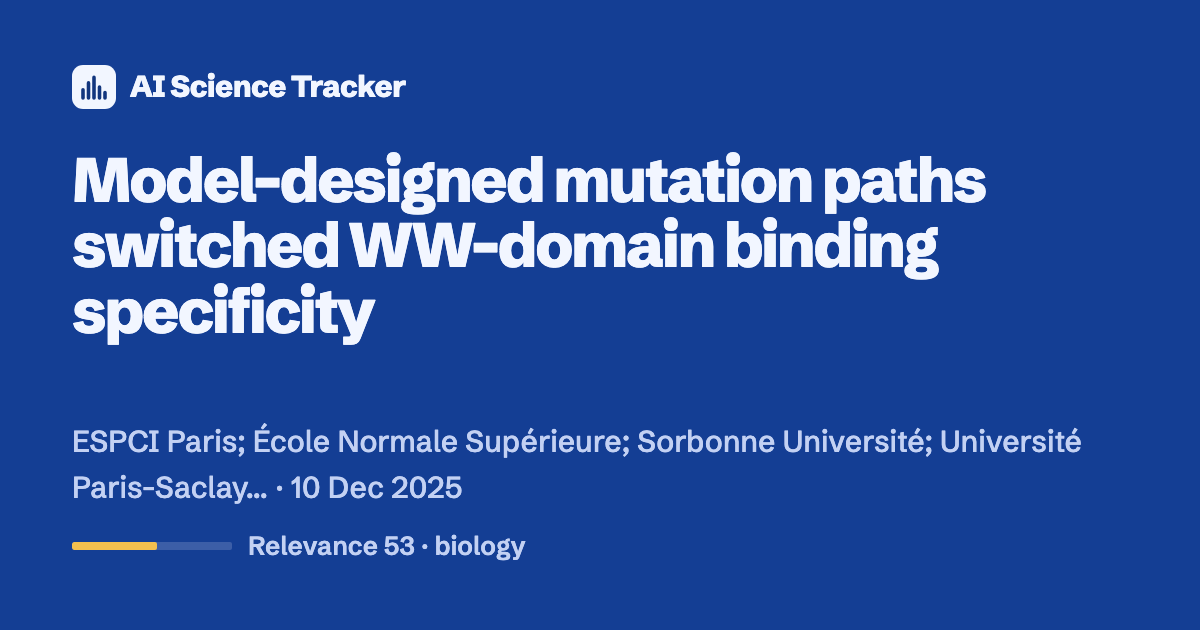 AI Science Tracker
Model-designed mutation paths
switched WW-domain binding
specificity
ESPCI Paris; École Normale Supérieure; Sorbonne Université; Université
Paris-Saclay… · 10 Dec 2025
Relevance 53 · biology